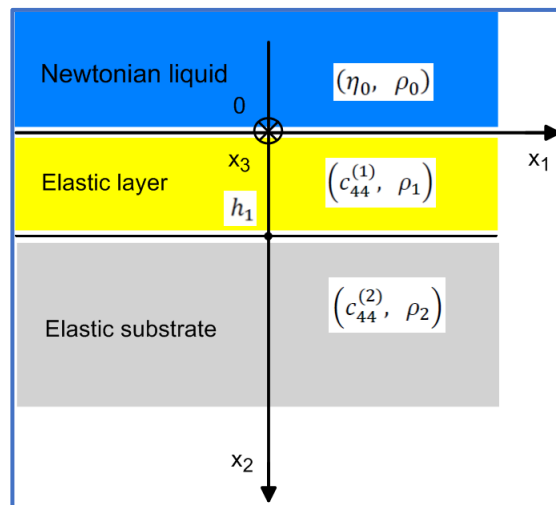 Newtonian liquid
(η₀, ρ₀)
0
x₃
x₁
Elastic layer
(c₄₄⁽¹⁾, ρ₁)
h₁
Elastic substrate
(c₄₄⁽²⁾, ρ₂)
x₂